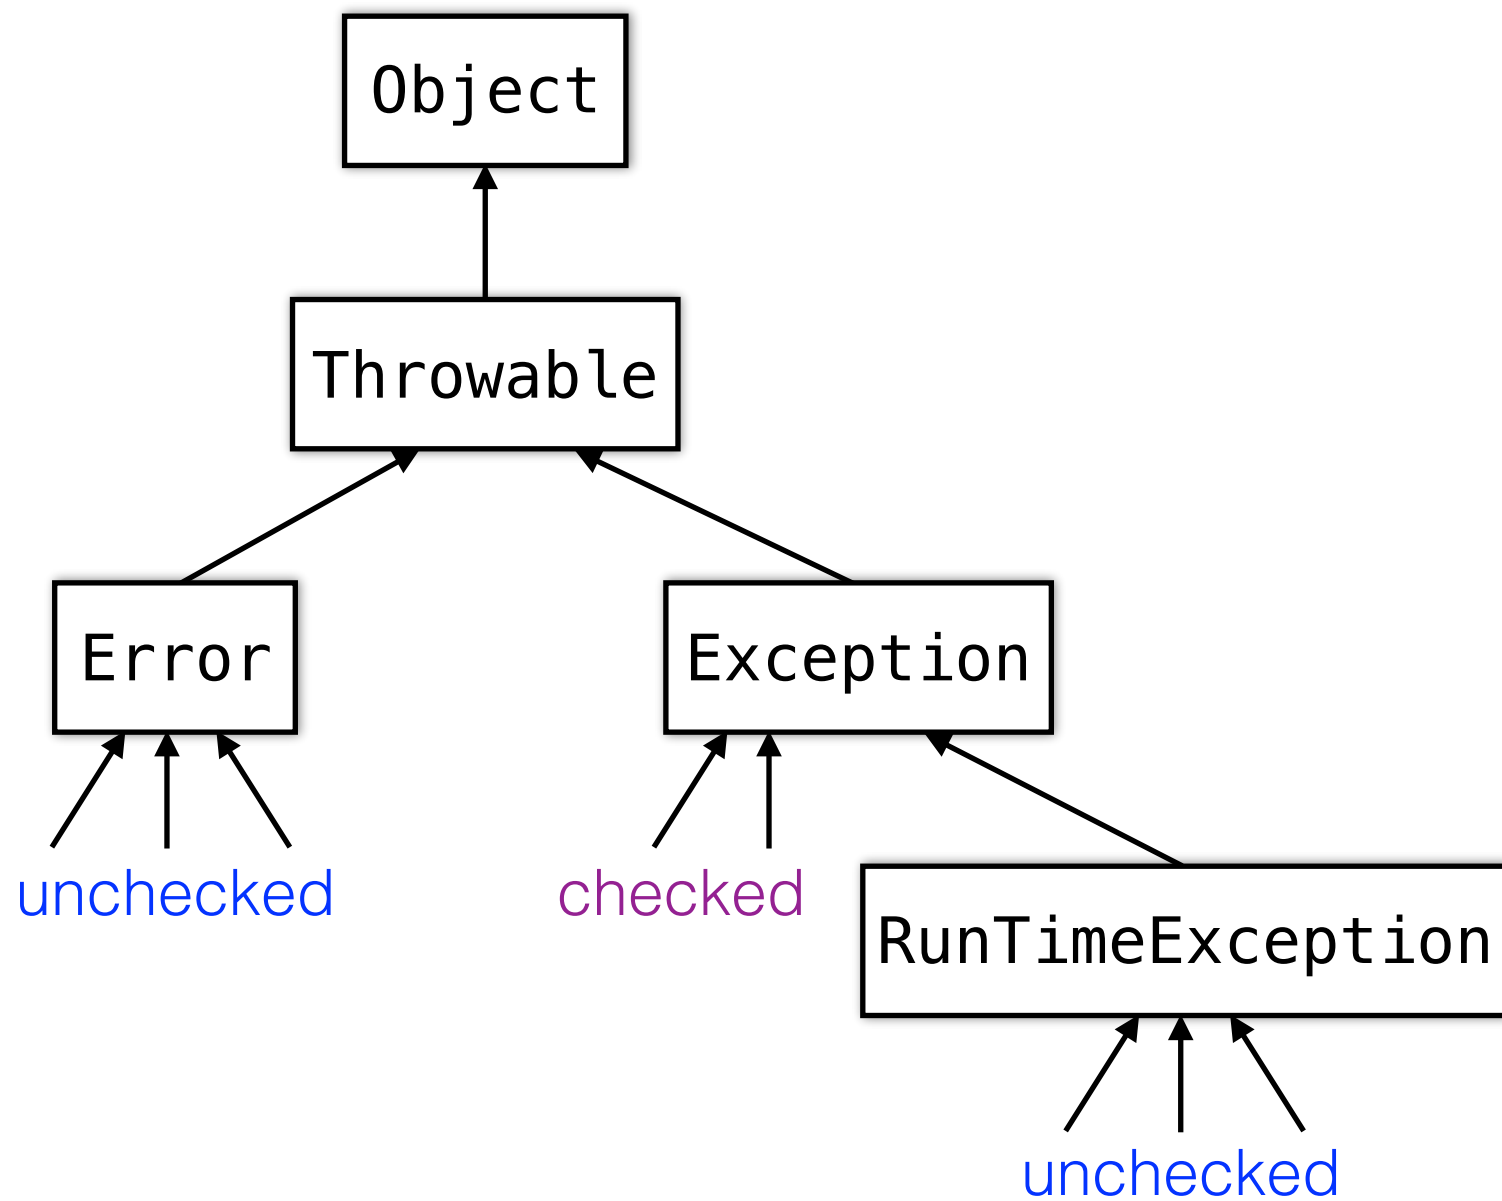 Object
Throwable
Error
Exception
unchecked
checked
RunTimeException
unchecked